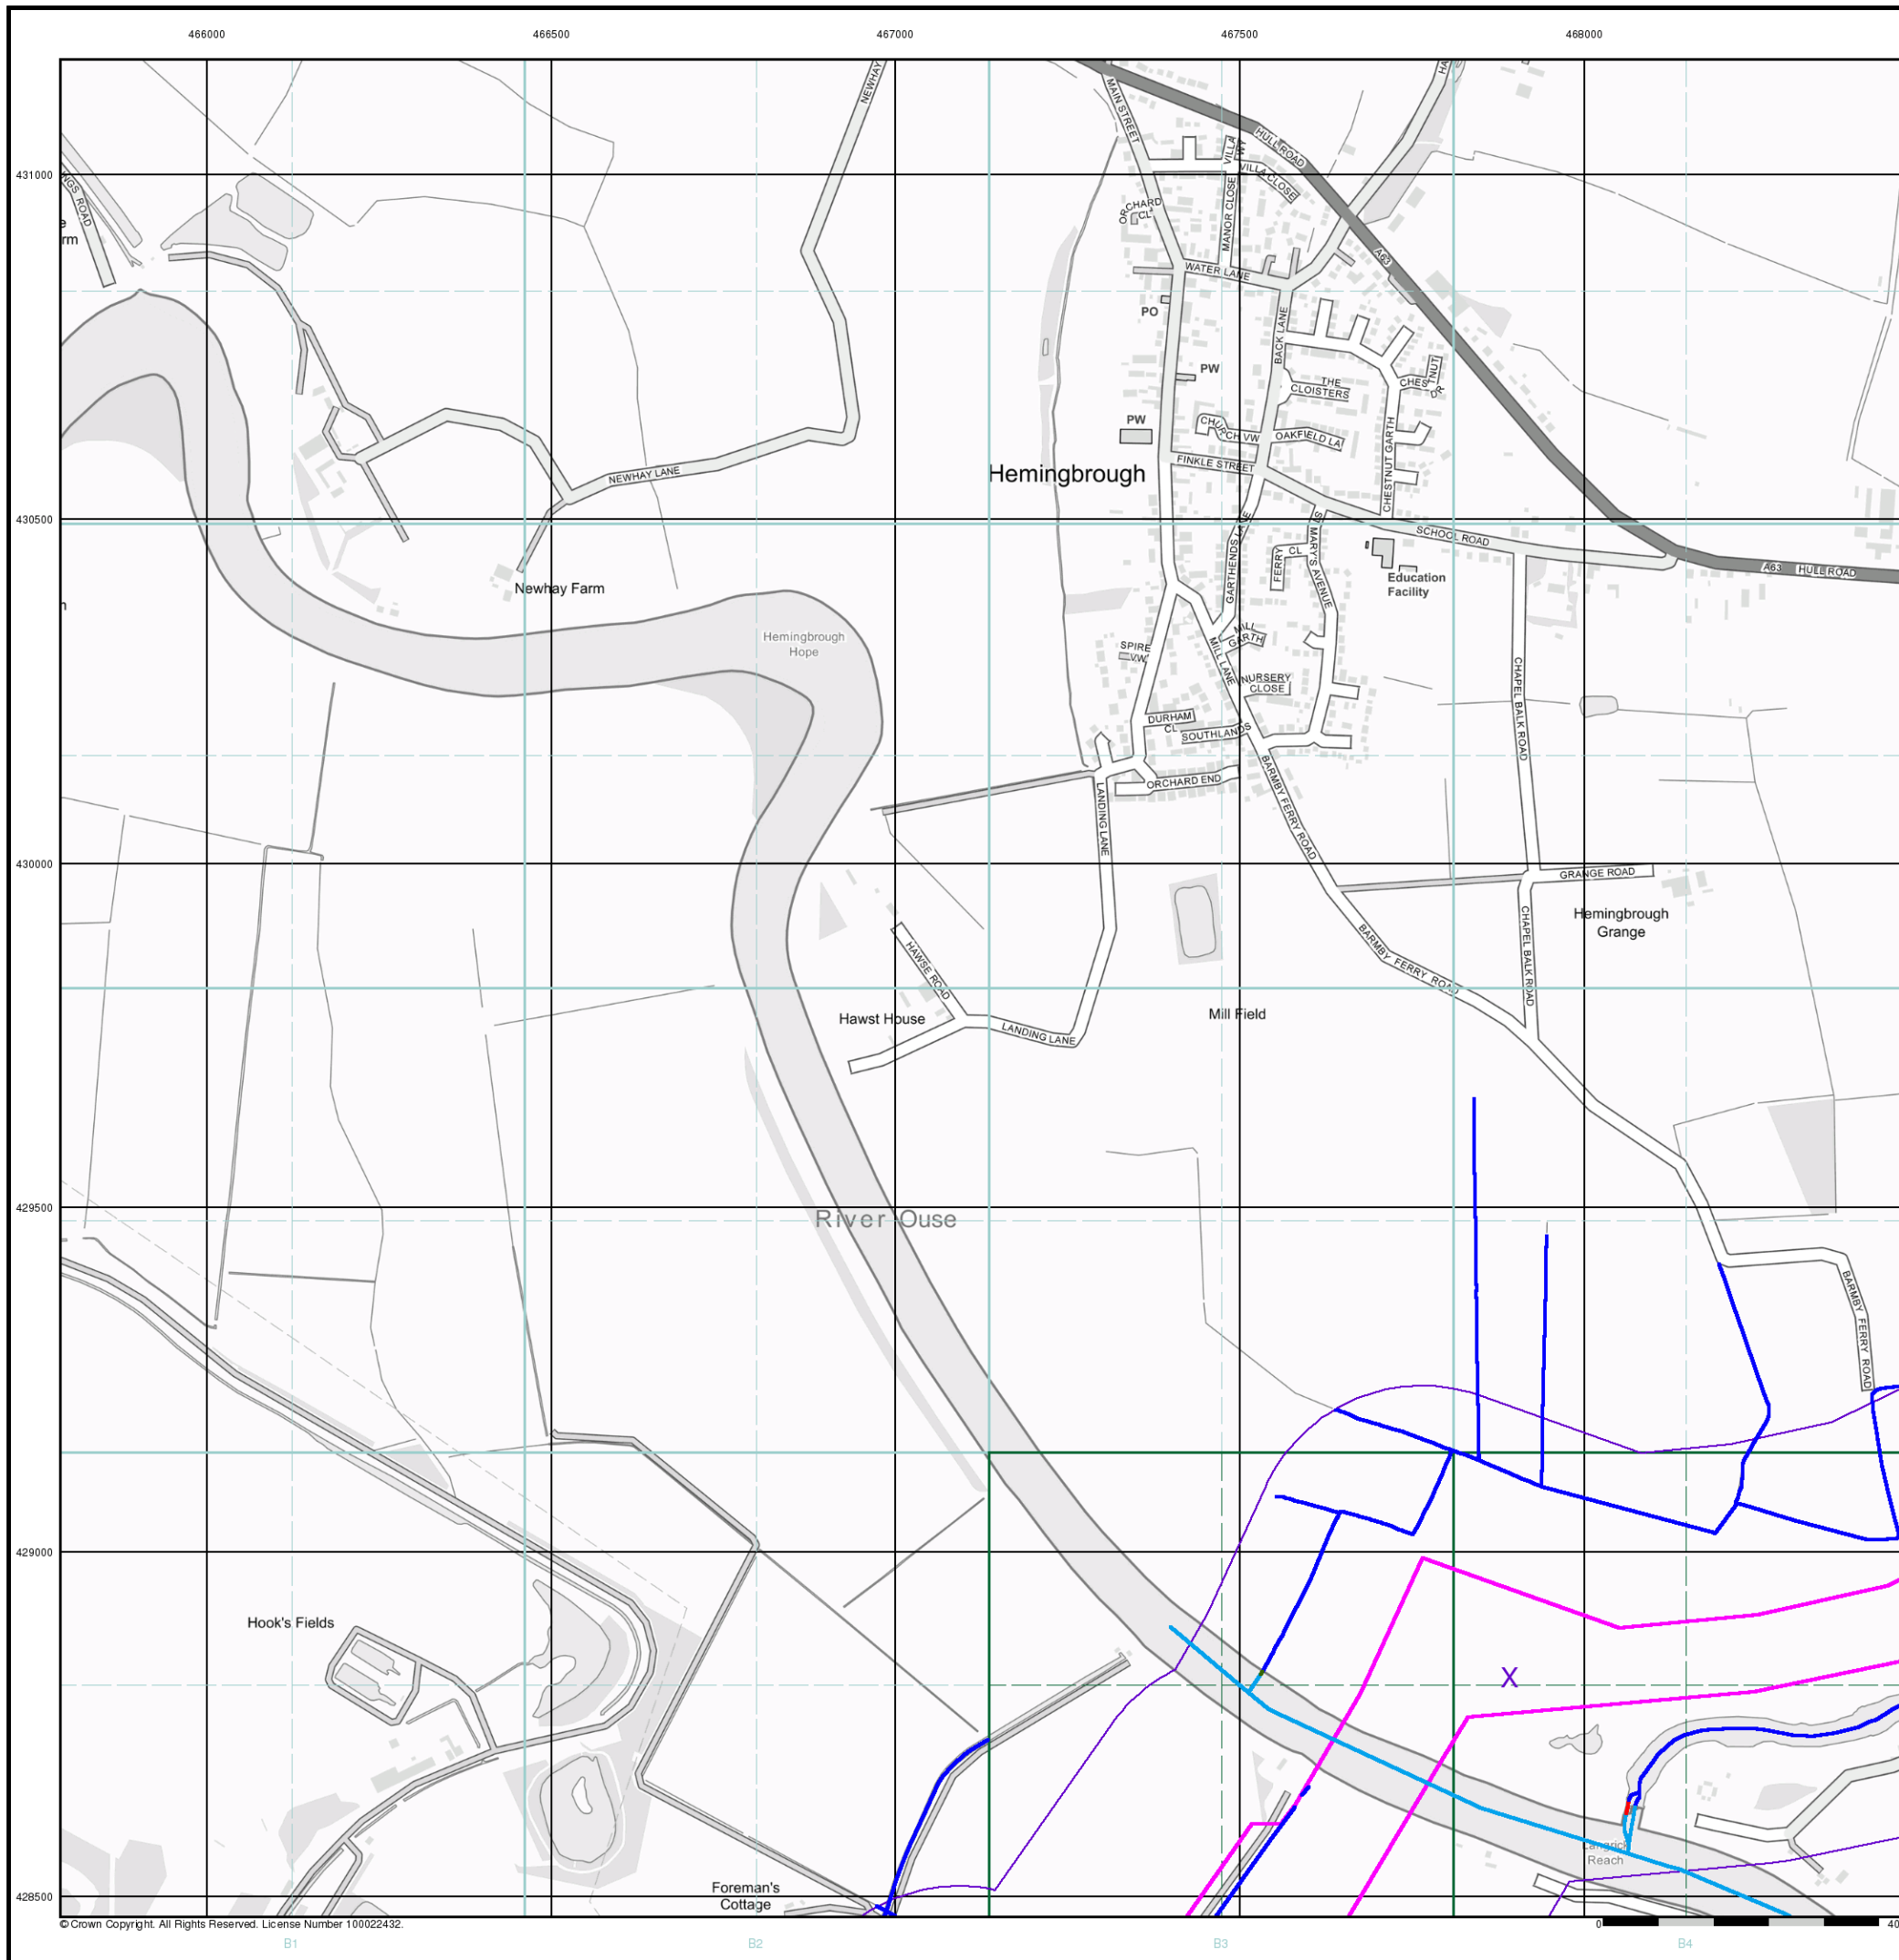 466000
466500
467000
467500
468000
431000
430500
430000
429500
429000
428500
NEWHAY
MAIN STREET
HULL ROAD
VILLA
VILLA CLOSE
MANOR CLOSE
ORCHARD
CL
WATER LANE
A63
PO
BACK LANE
PW
THE
CLOISTERS
CHESTNUT
DR
PW
CHURCH VW
OAKFIELD LA
CHESTNUT GARTH
FINKLE STREET
Hemingbrough
NEWHAY LANE
SCHOOL ROAD
ST MARY'S AVENUE
GARTHENDS LANE
FERRY
CL
Education
Facility
A63
HULL ROAD
Newhay Farm
Hemingbrough
Hope
SPIRE
VW
MILL
GARTH
MILL LANE
NURSERY
CLOSE
CHAPEL BALK ROAD
DURHAM
CL
SOUTHLANDS
ORCHARD END
LANDING LANE
BARMBY FERRY ROAD
GRANGE ROAD
Hemingbrough
Grange
CHAPEL BALK ROAD
BARMBY FERRY ROAD
HAWSE ROAD
Hawst House
LANDING LANE
Mill Field
River Ouse
BARMBY FERRY ROAD
Hook's Fields
X
Reach
Foreman's
Cottage
© Crown Copyright. All Rights Reserved. License Number 100022432.
0
40
B1
B2
B3
B4